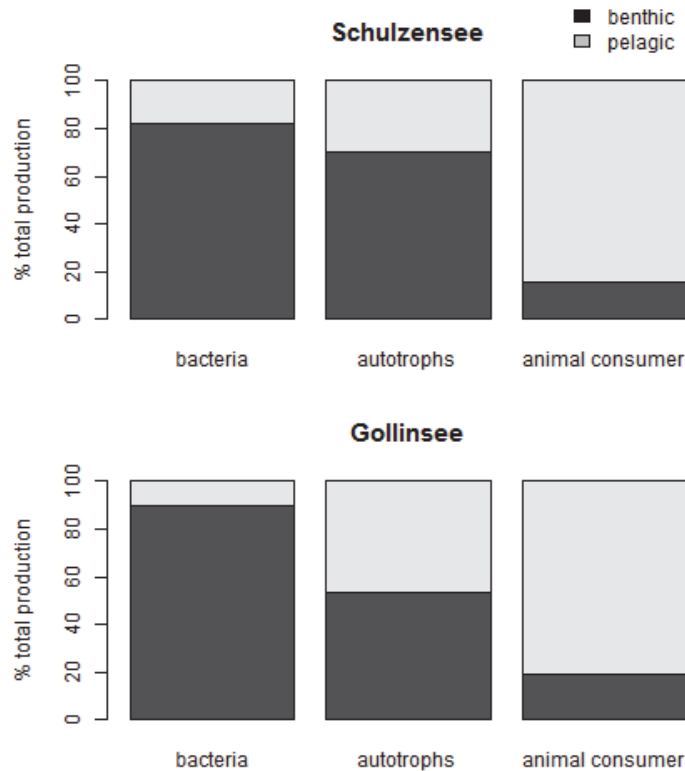 Schulzensee
benthic
pelagic
% total production
0
20
40
60
80
100
bacteria
autotrophs
animal consumer
Gollinsee
% total production
0
20
40
60
80
100
bacteria
autotrophs
animal consumer